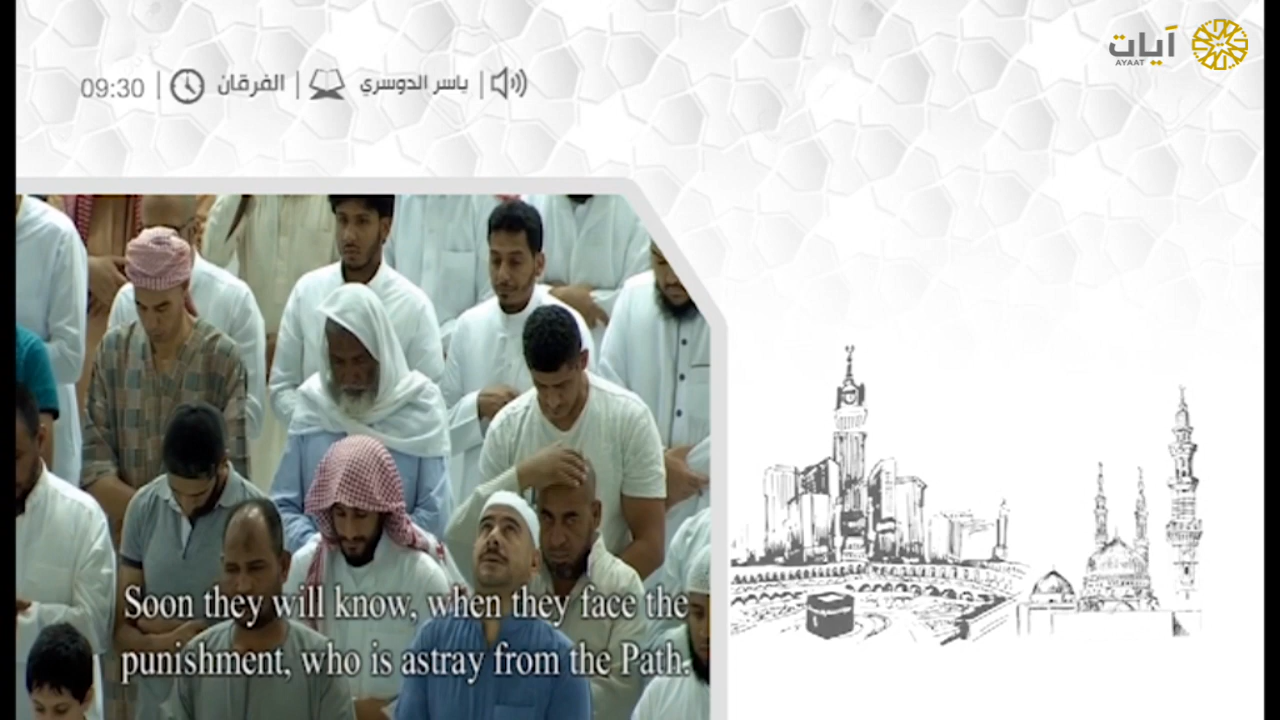 آيات
AYAAT
ياسر الدوسري | الفرقان | 09:30
Soon they will know, when they face the
punishment, who is astray from the Path.